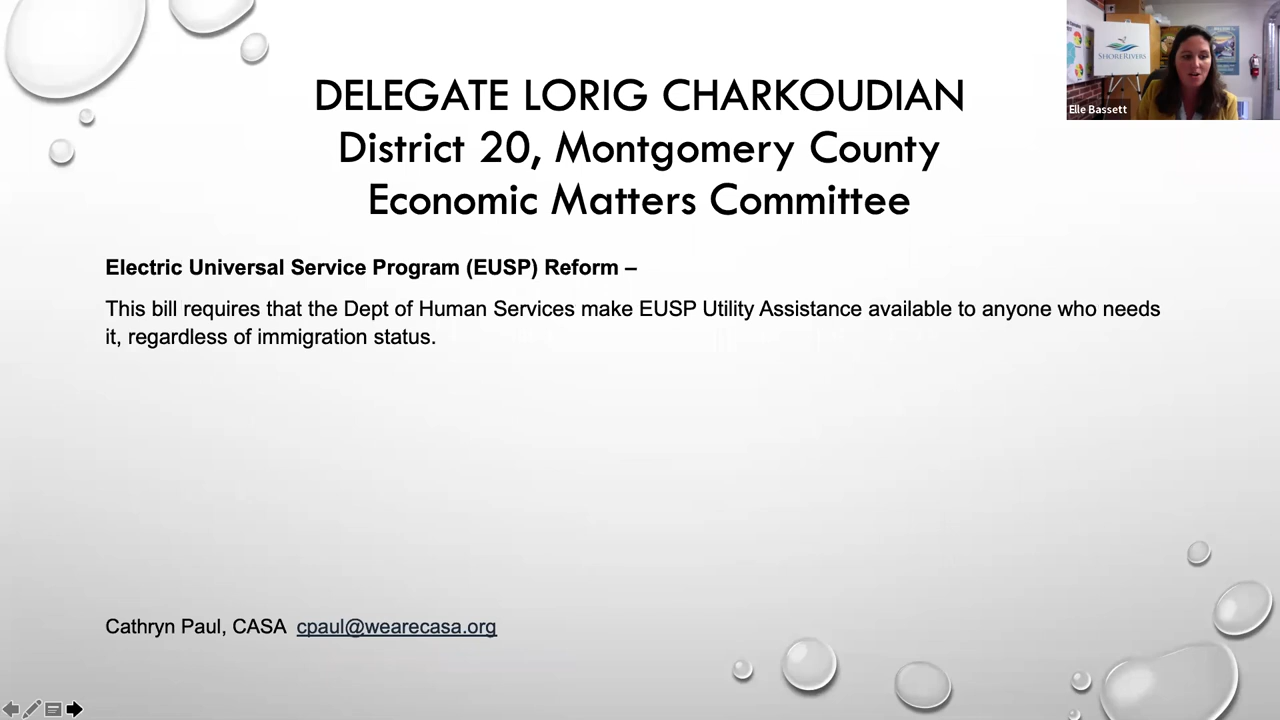 DELEGATE LORIG CHARKOUDIAN
District 20, Montgomery County
Economic Matters Committee
SHORERIVERS
Elle Bassett
Electric Universal Service Program (EUSP) Reform –
This bill requires that the Dept of Human Services make EUSP Utility Assistance available to anyone who needs
it, regardless of immigration status.
Cathryn Paul, CASA cpaul@wearecasa.org